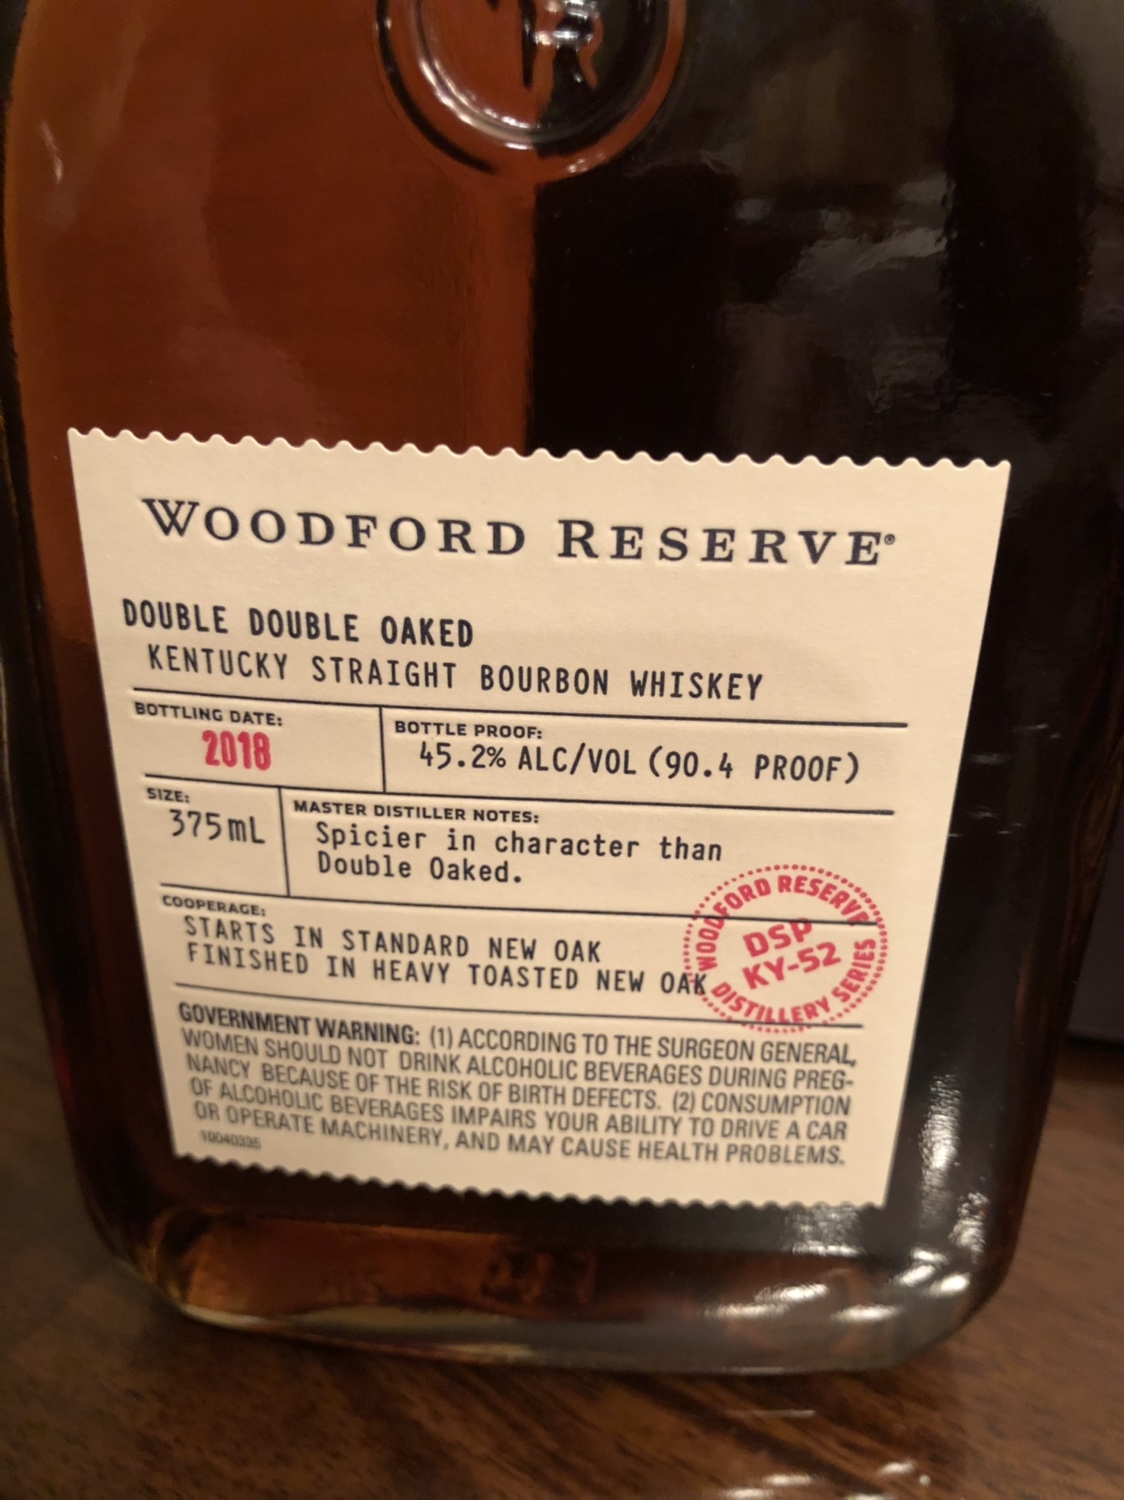 WOODFORD RESERVE®
DOUBLE DOUBLE OAKED
KENTUCKY STRAIGHT BOURBON WHISKEY
BOTTLING DATE:
2018
BOTTLE PROOF:
45.2% ALC/VOL (90.4 PROOF)
SIZE:
375mL
MASTER DISTILLER NOTES:
Spicier in character than
Double Oaked.
COOPERAGE:
STARTS IN STANDARD NEW OAK
FINISHED IN HEAVY TOASTED NEW OAK
WOODFORD RESERVE
DSP
KY-52
DISTILLERY SERIES
GOVERNMENT WARNING: (1) ACCORDING TO THE SURGEON GENERAL,
WOMEN SHOULD NOT DRINK ALCOHOLIC BEVERAGES DURING PREG-
NANCY BECAUSE OF THE RISK OF BIRTH DEFECTS. (2) CONSUMPTION
OF ALCOHOLIC BEVERAGES IMPAIRS YOUR ABILITY TO DRIVE A CAR
OR OPERATE MACHINERY, AND MAY CAUSE HEALTH PROBLEMS.
10040335